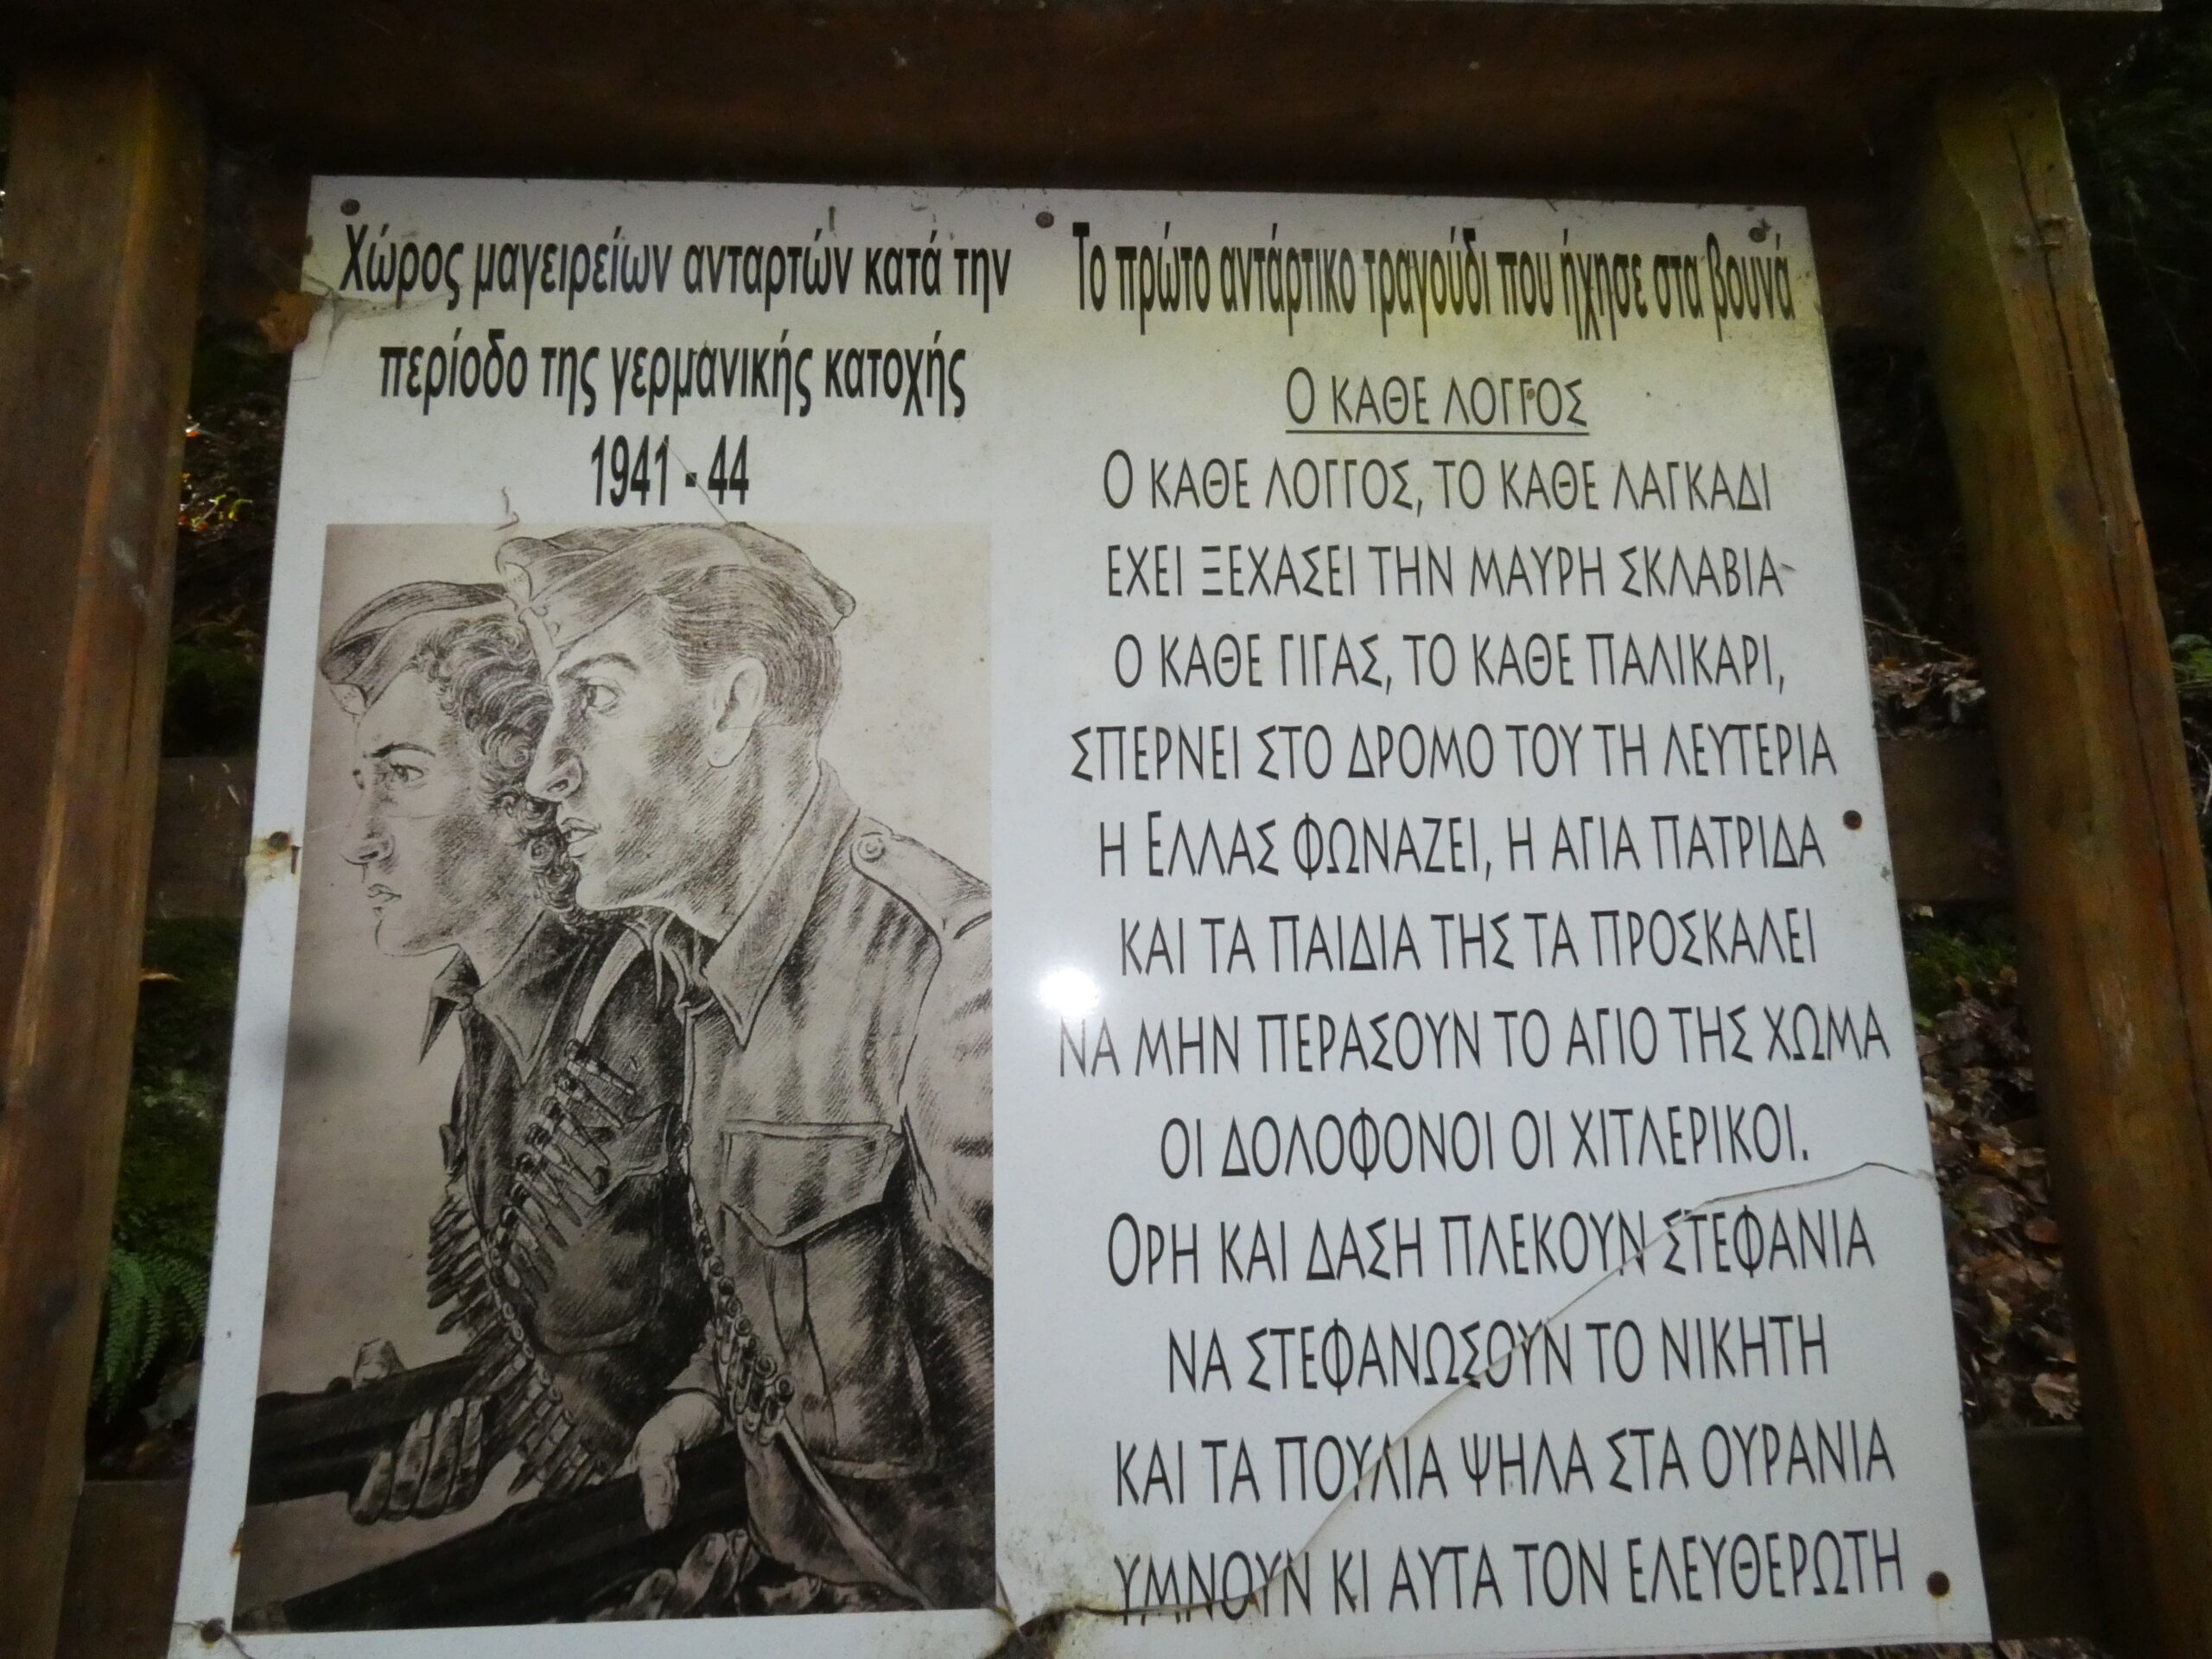 Χώρος μαγειρείων ανταρτών κατά την
περίοδο της γερμανικής κατοχής
1941 - 44
Το πρώτο αντάρτικο τραγούδι που ήχησε στα βουνά
Ο ΚΑΘΕ ΛΟΓΓΟΣ
Ο ΚΑΘΕ ΛΟΓΓΟΣ, ΤΟ ΚΑΘΕ ΛΑΓΚΑΔΙ
ΕΧΕΙ ΞΕΧΑΣΕΙ ΤΗΝ ΜΑΥΡΗ ΣΚΛΑΒΙΑ
Ο ΚΑΘΕ ΓΙΓΑΣ, ΤΟ ΚΑΘΕ ΠΑΛΙΚΑΡΙ,
ΣΠΕΡΝΕΙ ΣΤΟ ΔΡΟΜΟ ΤΟΥ ΤΗ ΛΕΥΤΕΡΙΑ
Η ΕΛΛΑΣ ΦΩΝΑΖΕΙ, Η ΑΓΙΑ ΠΑΤΡΙΔΑ
ΚΑΙ ΤΑ ΠΑΙΔΙΑ ΤΗΣ ΤΑ ΠΡΟΣΚΑΛΕΙ
ΝΑ ΜΗΝ ΠΕΡΑΣΟΥΝ ΤΟ ΑΓΙΟ ΤΗΣ ΧΩΜΑ
ΟΙ ΔΟΛΟΦΟΝΟΙ ΟΙ ΧΙΤΛΕΡΙΚΟΙ.
ΟΡΗ ΚΑΙ ΔΑΣΗ ΠΛΕΚΟΥΝ ΣΤΕΦΑΝΙΑ
ΝΑ ΣΤΕΦΑΝΩΣΟΥΝ ΤΟ ΝΙΚΗΤΗ
ΚΑΙ ΤΑ ΠΟΥΛΙΑ ΨΗΛΑ ΣΤΑ ΟΥΡΑΝΙΑ
ΥΜΝΟΥΝ ΚΙ ΑΥΤΑ ΤΟΝ ΕΛΕΥΘΕΡΩΤΗ